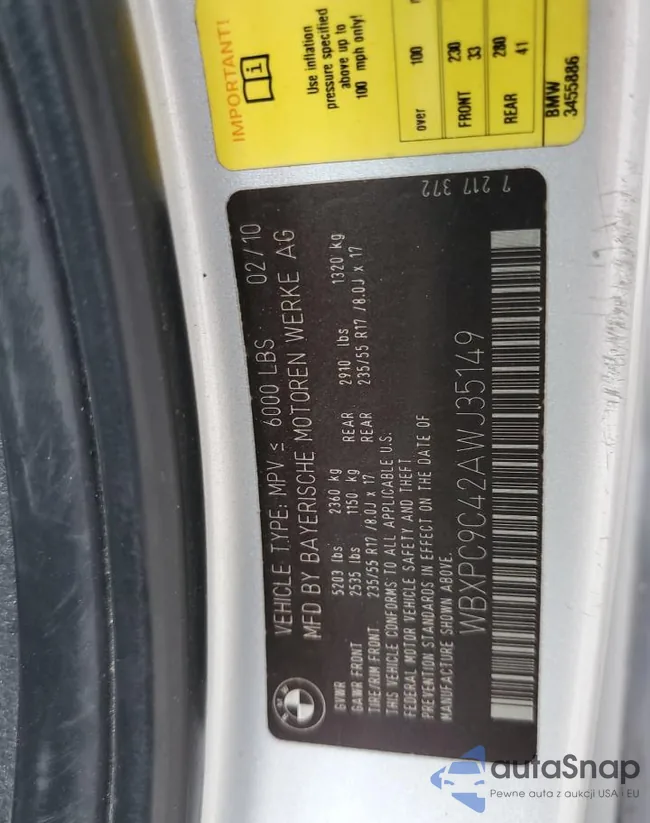 IMPORTANT!
Use inflation
pressure specified
above up to
100 mph only!
over 100
FRONT 230 33
REAR 280 41
BMW
3455886
7 217 372
VEHICLE TYPE: MPV ≤ 6000 LBS 02/10
MFD BY BAYERISCHE MOTOREN WERKE AG
GVWR 5203 lbs 2360 kg
GAWR FRONT 2535 lbs 1150 kg REAR 2910 lbs 1320 kg
TIRE/RIM FRONT. 235/55 R17 /8.0J x 17 REAR 235/55 R17 /8.0J x 17
THIS VEHICLE CONFORMS TO ALL APPLICABLE U.S.
FEDERAL MOTOR VEHICLE SAFETY AND THEFT
PREVENTION STANDARDS IN EFFECT ON THE DATE OF
MANUFACTURE SHOWN ABOVE.
WBXPC9C42AWJ35149
BMW
autoSnap
Pewne auta z aukcji USA i EU